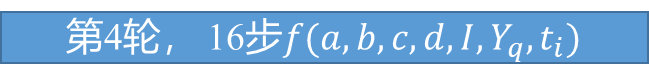 第4轮， 16步f(a, b, c, d, I, Y_q, t_i)